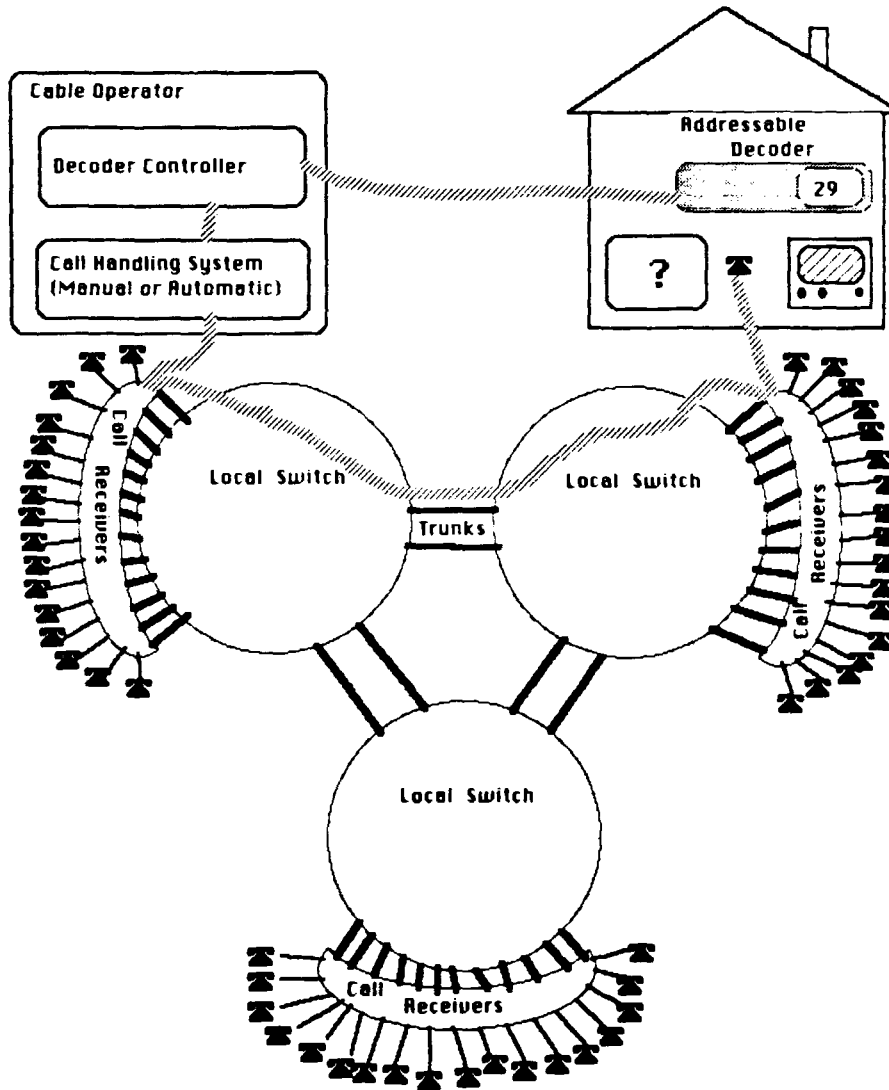 Cable Operator
Decoder Controller
Call Handling System
(Manual or Automatic)
Addressable
Decoder
29
?
Call
Receivers
Local Switch
Trunks
Local Switch
Call
Receivers
Local Switch
Call
Receivers